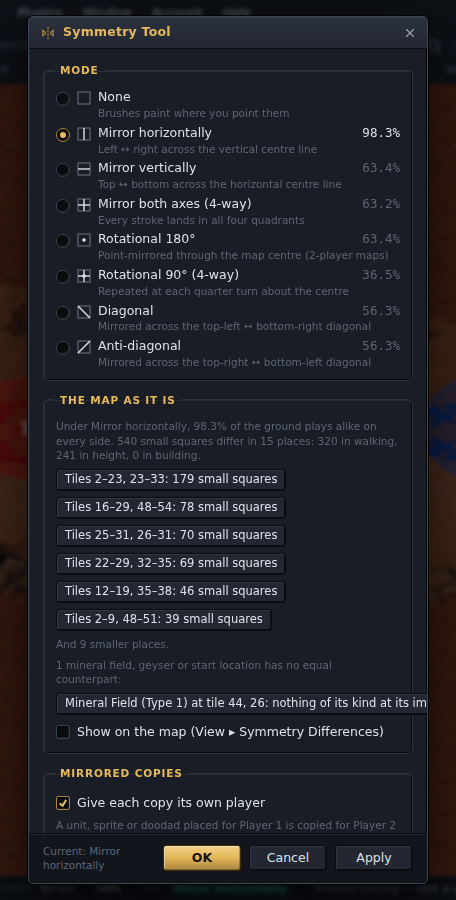 Plugins Window Account Help
Symmetry Tool ×
MODE
None
Brushes paint where you point them
Mirror horizontally 98.3%
Left ↔ right across the vertical centre line
Mirror vertically 63.4%
Top ↔ bottom across the horizontal centre line
Mirror both axes (4-way) 63.2%
Every stroke lands in all four quadrants
Rotational 180° 63.4%
Point-mirrored through the map centre (2-player maps)
Rotational 90° (4-way) 36.5%
Repeated at each quarter turn about the centre
Diagonal 56.3%
Mirrored across the top-left ↔ bottom-right diagonal
Anti-diagonal 56.3%
Mirrored across the top-right ↔ bottom-left diagonal
THE MAP AS IT IS
Under Mirror horizontally, 98.3% of the ground plays alike on
every side. 540 small squares differ in 15 places: 320 in walking,
241 in height, 0 in building.
Tiles 2–23, 23–33: 179 small squares
Tiles 16–29, 48–54: 78 small squares
Tiles 25–31, 26–31: 70 small squares
Tiles 22–29, 32–35: 69 small squares
Tiles 12–19, 35–38: 46 small squares
Tiles 2–9, 48–51: 39 small squares
And 9 smaller places.
1 mineral field, geyser or start location has no equal
counterpart:
Mineral Field (Type 1) at tile 44, 26: nothing of its kind at its im
Show on the map (View ▸ Symmetry Differences)
MIRRORED COPIES
Give each copy its own player
A unit, sprite or doodad placed for Player 1 is copied for Player 2
Current: Mirror
horizontally
OK Cancel Apply